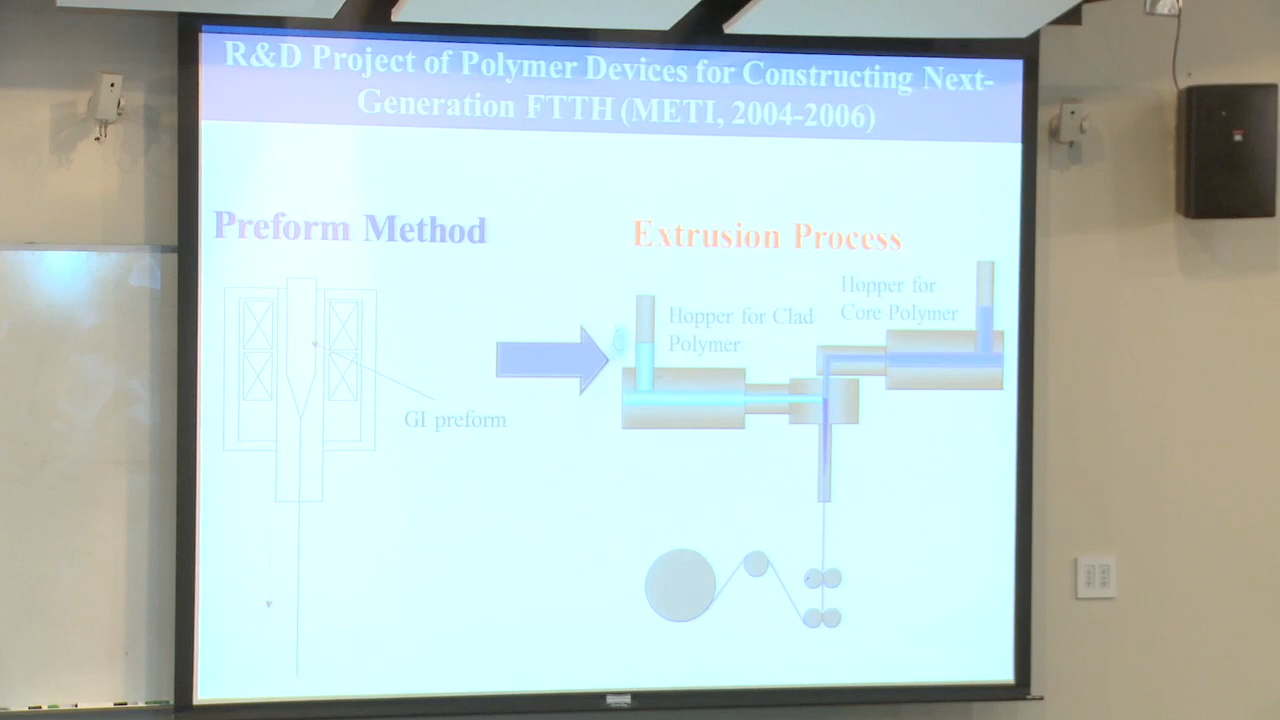 R&D Project of Polymer Devices for Constructing Next-
Generation FTTH (METI, 2004-2006)
Preform Method
Extrusion Process
Hopper for
Core Polymer
Hopper for Clad
Polymer
GI preform